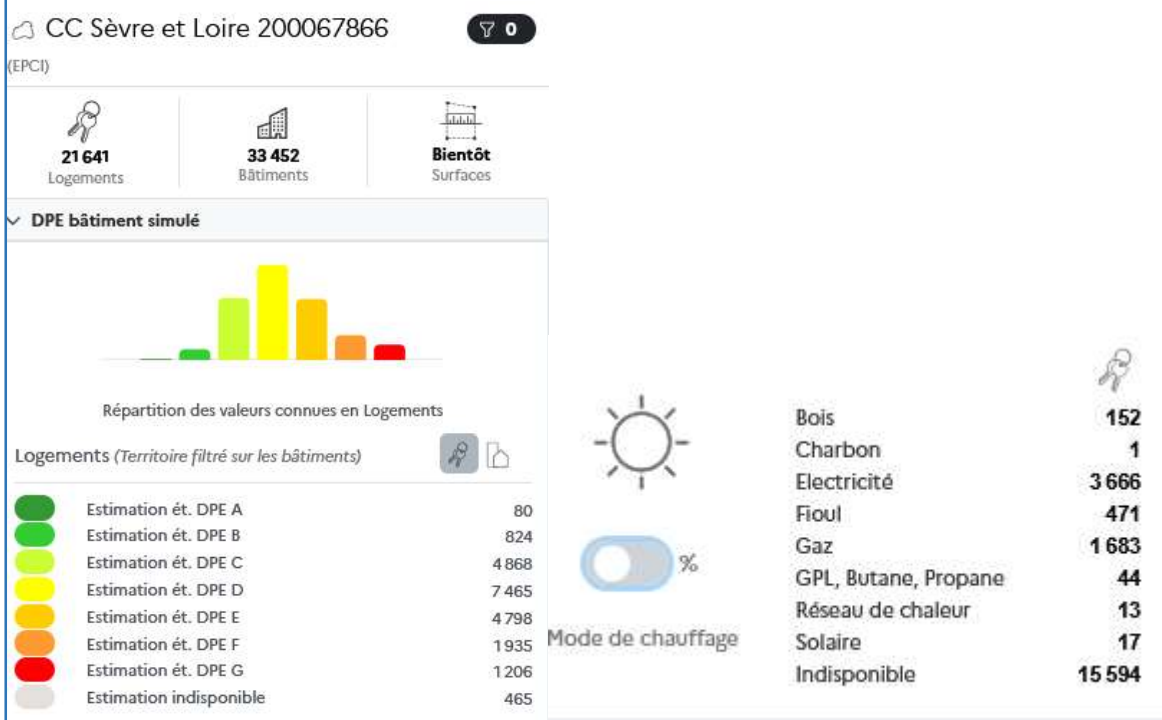 CC Sèvre et Loire 200067866
0
(EPCI)
21 641
Logements
33 452
Bâtiments
Bientôt
Surfaces
DPE bâtiment simulé
Répartition des valeurs connues en Logements
Logements (Territoire filtré sur les bâtiments)
Estimation ét. DPE A 80
Estimation ét. DPE B 824
Estimation ét. DPE C 4 868
Estimation ét. DPE D 7 465
Estimation ét. DPE E 4 798
Estimation ét. DPE F 1 935
Estimation ét. DPE G 1 206
Estimation indisponible 465
%
Mode de chauffage
Bois 152
Charbon 1
Electricité 3 666
Fioul 471
Gaz 1 683
GPL, Butane, Propane 44
Réseau de chaleur 13
Solaire 17
Indisponible 15 594